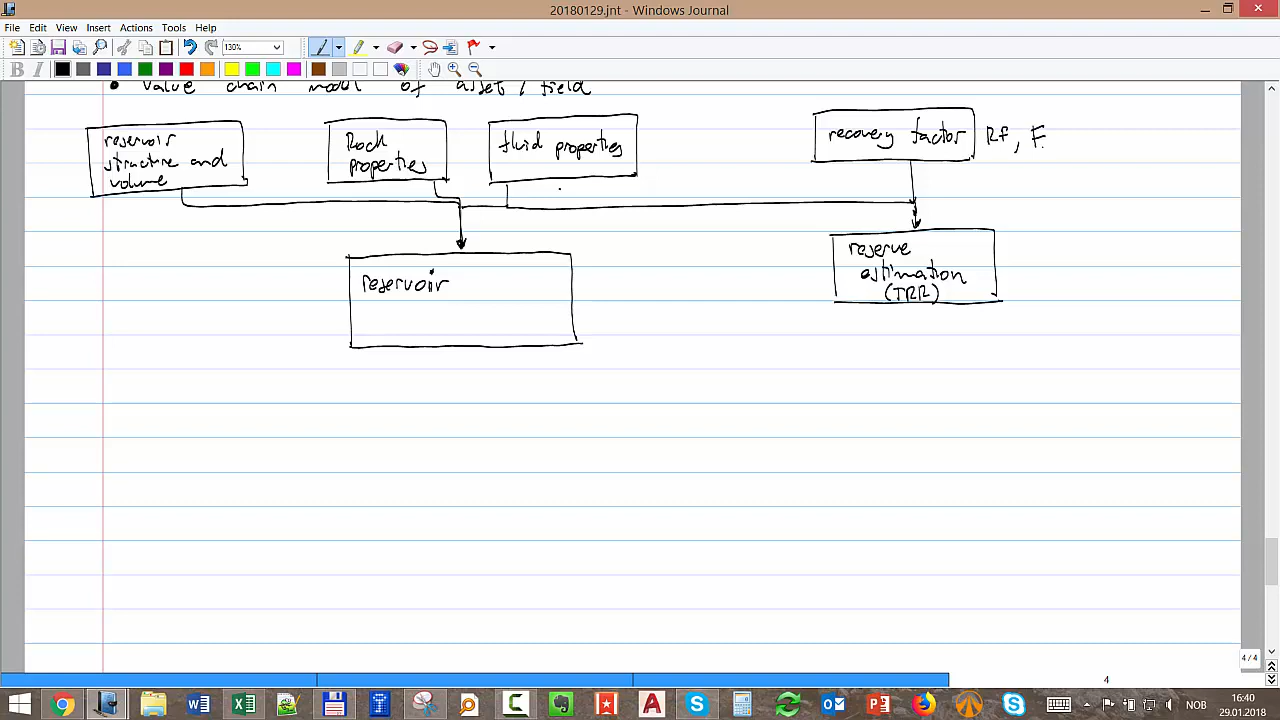 20180129.jnt - Windows Journal
File Edit View Insert Actions Tools Help
130%
B I
• Value chain model of asset / field
reservoir
structure and
volume
Rock
properties
fluid properties
recovery factor
RF, F.
reservoir
reserve
estimation
(TRR)
4 / 4
4
NOB
16:40
29.01.2018